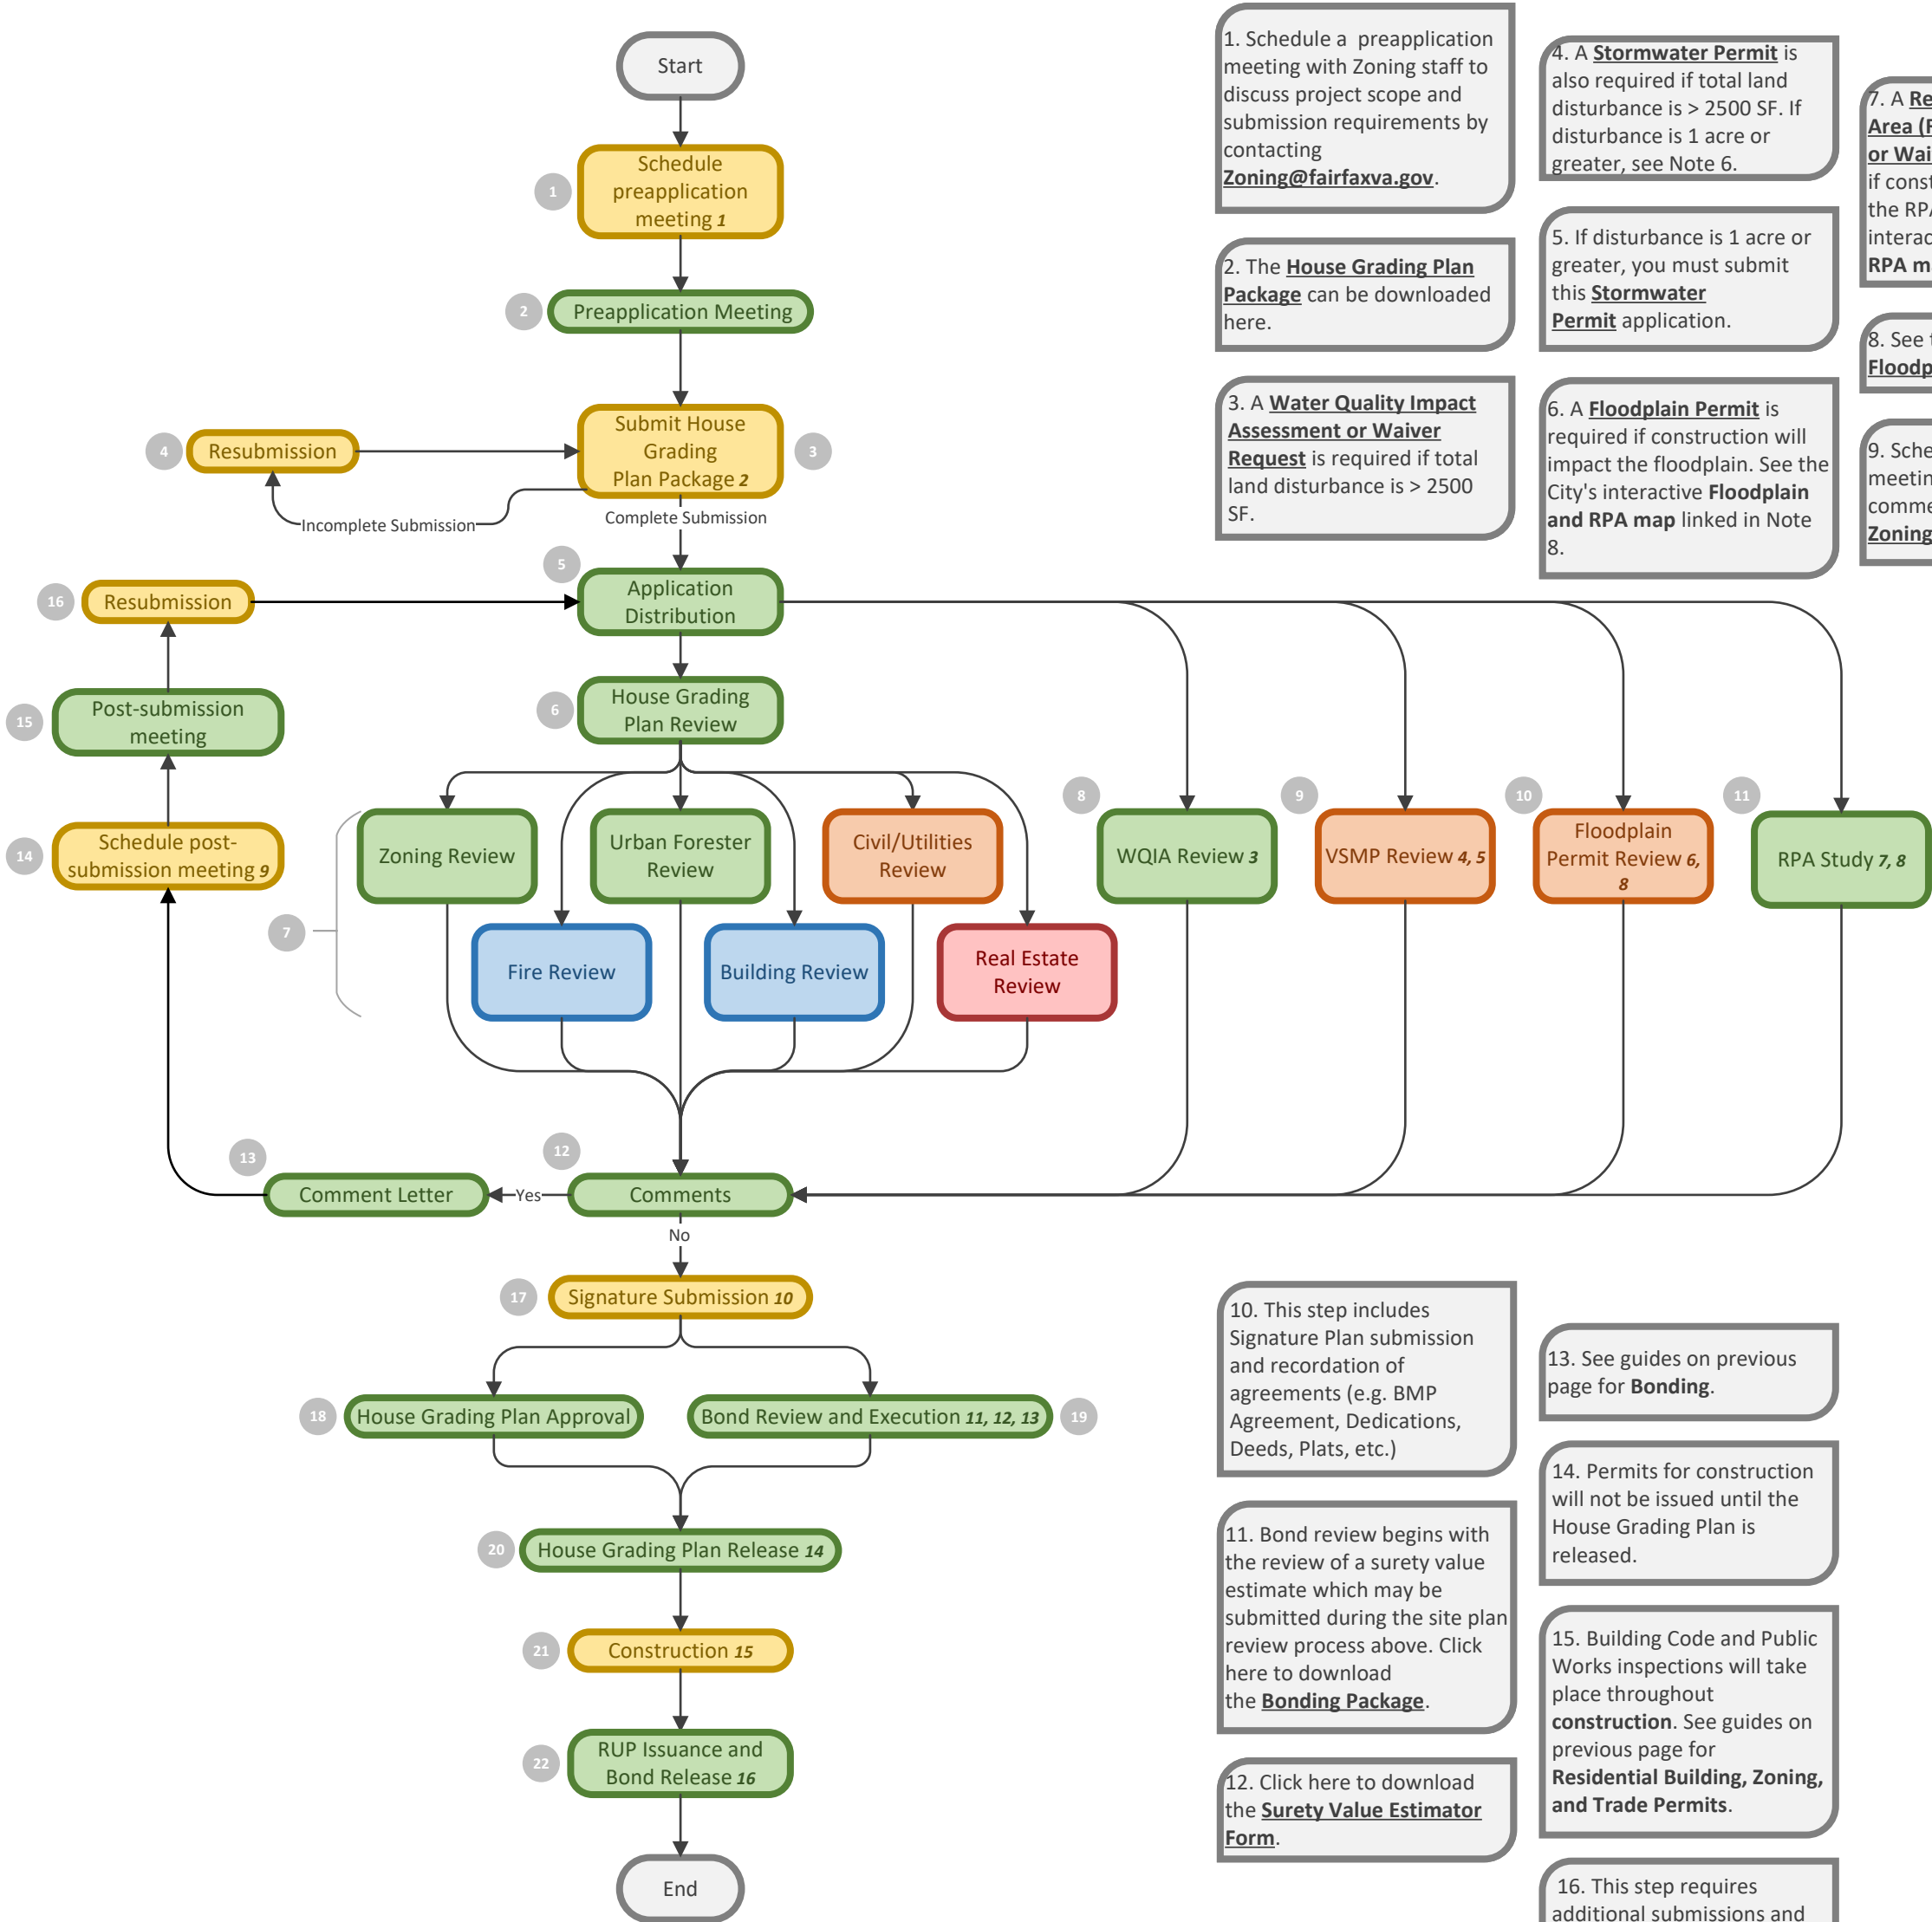 Start
1
Schedule
preapplication
meeting 1
2
Preapplication Meeting
4
Resubmission
Submit House
Grading
Plan Package 2
3
Incomplete Submission
Complete Submission
5
Application
Distribution
16
Resubmission
6
House Grading
Plan Review
15
Post-submission
meeting
14
Schedule post-
submission meeting 9
7
Zoning Review
Urban Forester
Review
Civil/Utilities
Review
Fire Review
Building Review
Real Estate
Review
8
WQIA Review 3
9
VSMP Review 4, 5
10
Floodplain
Permit Review 6,
8
11
RPA Study 7, 8
13
Comment Letter
Yes
12
Comments
No
17
Signature Submission 10
18
House Grading Plan Approval
Bond Review and Execution 11, 12, 13
19
20
House Grading Plan Release 14
21
Construction 15
22
RUP Issuance and
Bond Release 16
End
1. Schedule a preapplication
meeting with Zoning staff to
discuss project scope and
submission requirements by
contacting
Zoning@fairfaxva.gov.
2. The House Grading Plan
Package can be downloaded
here.
3. A Water Quality Impact
Assessment or Waiver
Request is required if total
land disturbance is > 2500
SF.
4. A Stormwater Permit is
also required if total land
disturbance is > 2500 SF. If
disturbance is 1 acre or
greater, see Note 6.
5. If disturbance is 1 acre or
greater, you must submit
this Stormwater
Permit application.
6. A Floodplain Permit is
required if construction will
impact the floodplain. See the
City's interactive Floodplain
and RPA map linked in Note
8.
7. A
Area
or
if
the
8. See
9.
10. This step includes
Signature Plan submission
and recordation of
agreements (e.g. BMP
Agreement, Dedications,
Deeds, Plats, etc.)
11. Bond review begins with
the review of a surety value
estimate which may be
submitted during the site plan
review process above. Click
here to download
the Bonding Package.
12. Click here to download
the Surety Value Estimator
Form.
13. See guides on previous
page for Bonding.
14. Permits for construction
will not be issued until the
House Grading Plan is
released.
15. Building Code and Public
Works inspections will take
place throughout
construction. See guides on
previous page for
Residential Building, Zoning,
and Trade Permits.
16. This step requires
additional submissions and